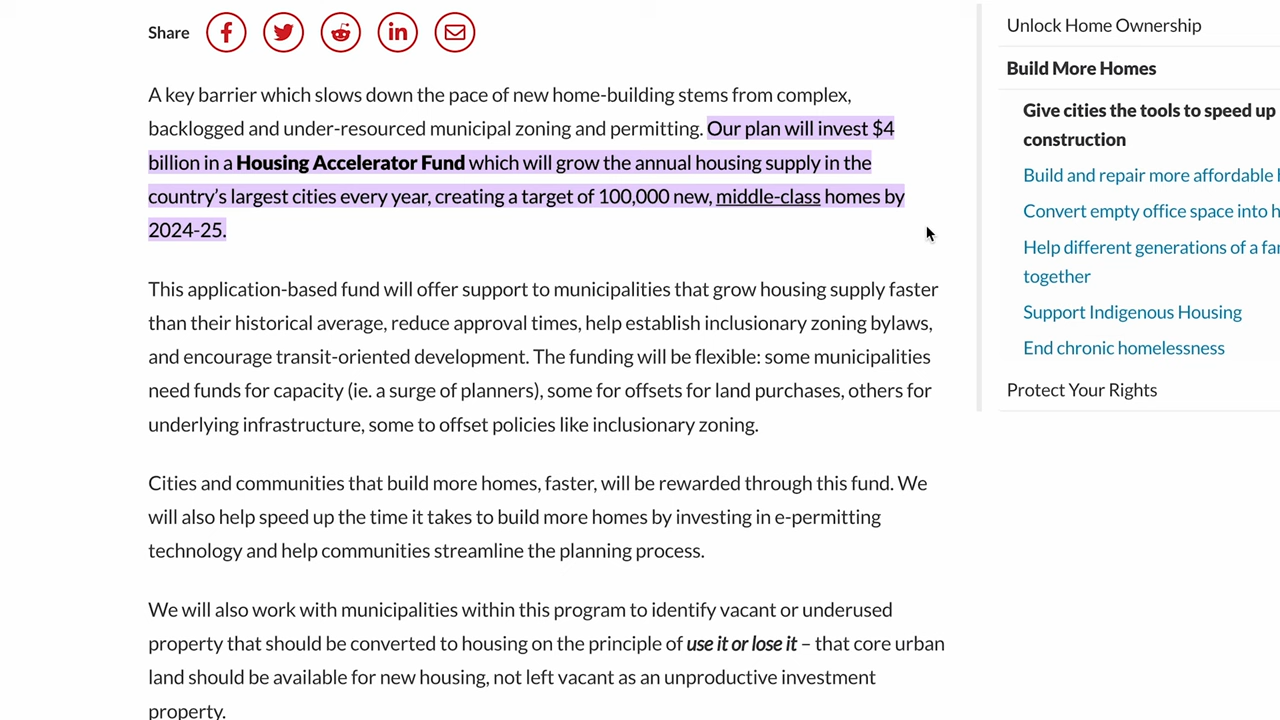 Share
A key barrier which slows down the pace of new home-building stems from complex,
backlogged and under-resourced municipal zoning and permitting. Our plan will invest $4
billion in a Housing Accelerator Fund which will grow the annual housing supply in the
country’s largest cities every year, creating a target of 100,000 new, middle-class homes by
2024-25.
This application-based fund will offer support to municipalities that grow housing supply faster
than their historical average, reduce approval times, help establish inclusionary zoning bylaws,
and encourage transit-oriented development. The funding will be flexible: some municipalities
need funds for capacity (ie. a surge of planners), some for offsets for land purchases, others for
underlying infrastructure, some to offset policies like inclusionary zoning.
Cities and communities that build more homes, faster, will be rewarded through this fund. We
will also help speed up the time it takes to build more homes by investing in e-permitting
technology and help communities streamline the planning process.
We will also work with municipalities within this program to identify vacant or underused
property that should be converted to housing on the principle of use it or lose it – that core urban
land should be available for new housing, not left vacant as an unproductive investment
property.
Unlock Home Ownership
Build More Homes
Give cities the tools to speed up
construction
Build and repair more affordable
Convert empty office space into
Help different generations of a
together
Support Indigenous Housing
End chronic homelessness
Protect Your Rights